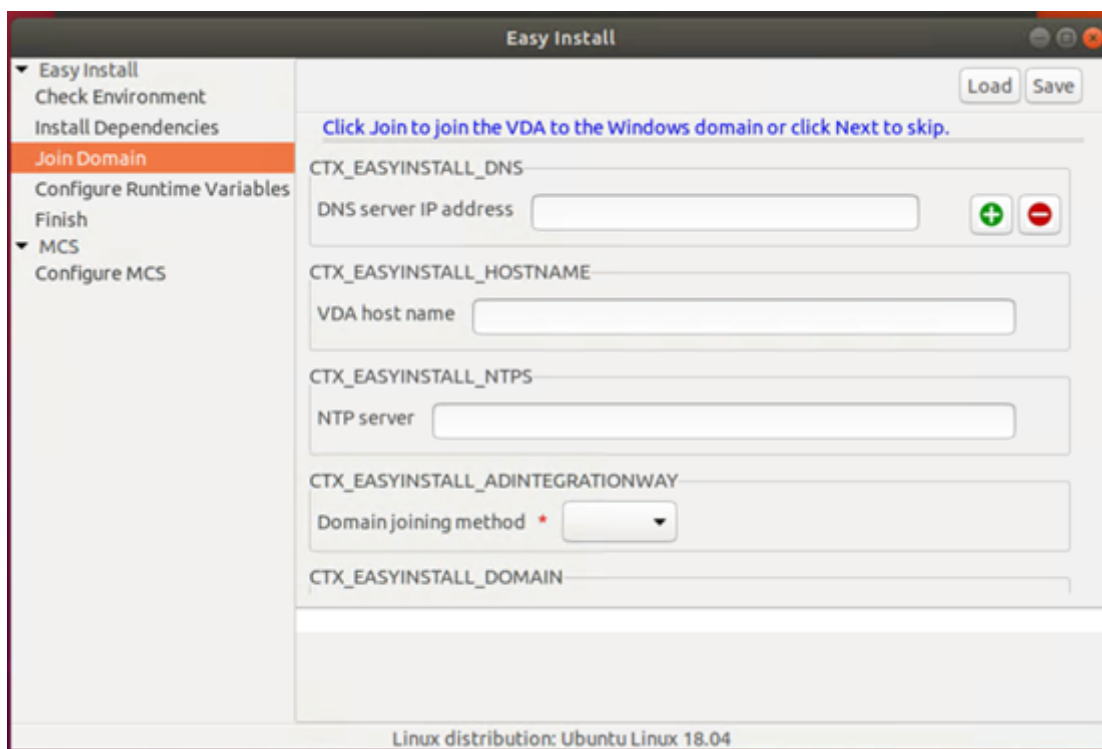 Easy Install
Easy Install
Check Environment
Install Dependencies
Join Domain
Configure Runtime Variables
Finish
MCS
Configure MCS
Load Save
Click Join to join the VDA to the Windows domain or click Next to skip.
CTX_EASYINSTALL_DNS
DNS server IP address
CTX_EASYINSTALL_HOSTNAME
VDA host name
CTX_EASYINSTALL_NTPS
NTP server
CTX_EASYINSTALL_ADINTEGRATIONWAY
Domain joining method *
CTX_EASYINSTALL_DOMAIN
Linux distribution: Ubuntu Linux 18.04